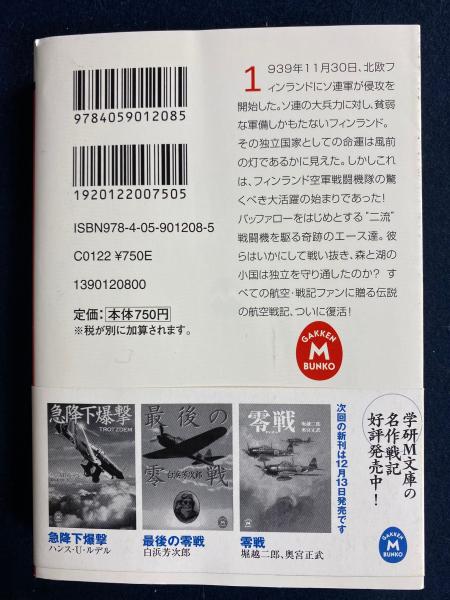 9784059012085
1920122007505
ISBN978-4-05-901208-5
C0122 ¥750E
1390120800
定価:本体750円
※税が別に加算されます。
1939年11月30日、北欧フ
ィンランドにソ連軍が侵攻を
開始した。ソ連の大兵力に対し、貧弱
な軍備しかもたないフィンランド。
その独立国家としての命運は風前
の灯であるかに見えた。しかしこれ
は、フィンランド空軍戦闘機隊の驚
くべき大活躍の始まりであった!
バッファローをはじめとする“二流”
戦闘機を駆る奇跡のエース達。彼
らはいかにして戦い抜き、森と湖の
小国は独立を守り通したのか? す
べての航空・戦記ファンに贈る伝説
の航空戦記、ついに復活!
GAKKEN
M
BUNKO
学研M文庫の
名作戦記
好評発売中!
次回の新刊は12月13日発売です
GAKKEN
M
BUNKO
急降下爆撃
TROTZDEM
最後の
零戦
白浜芳次郎
零戦
堀越二郎
奥宮正武
急降下爆撃
ハンス・U・ルデル
最後の零戦
白浜芳次郎
零戦
堀越二郎、奥宮正武